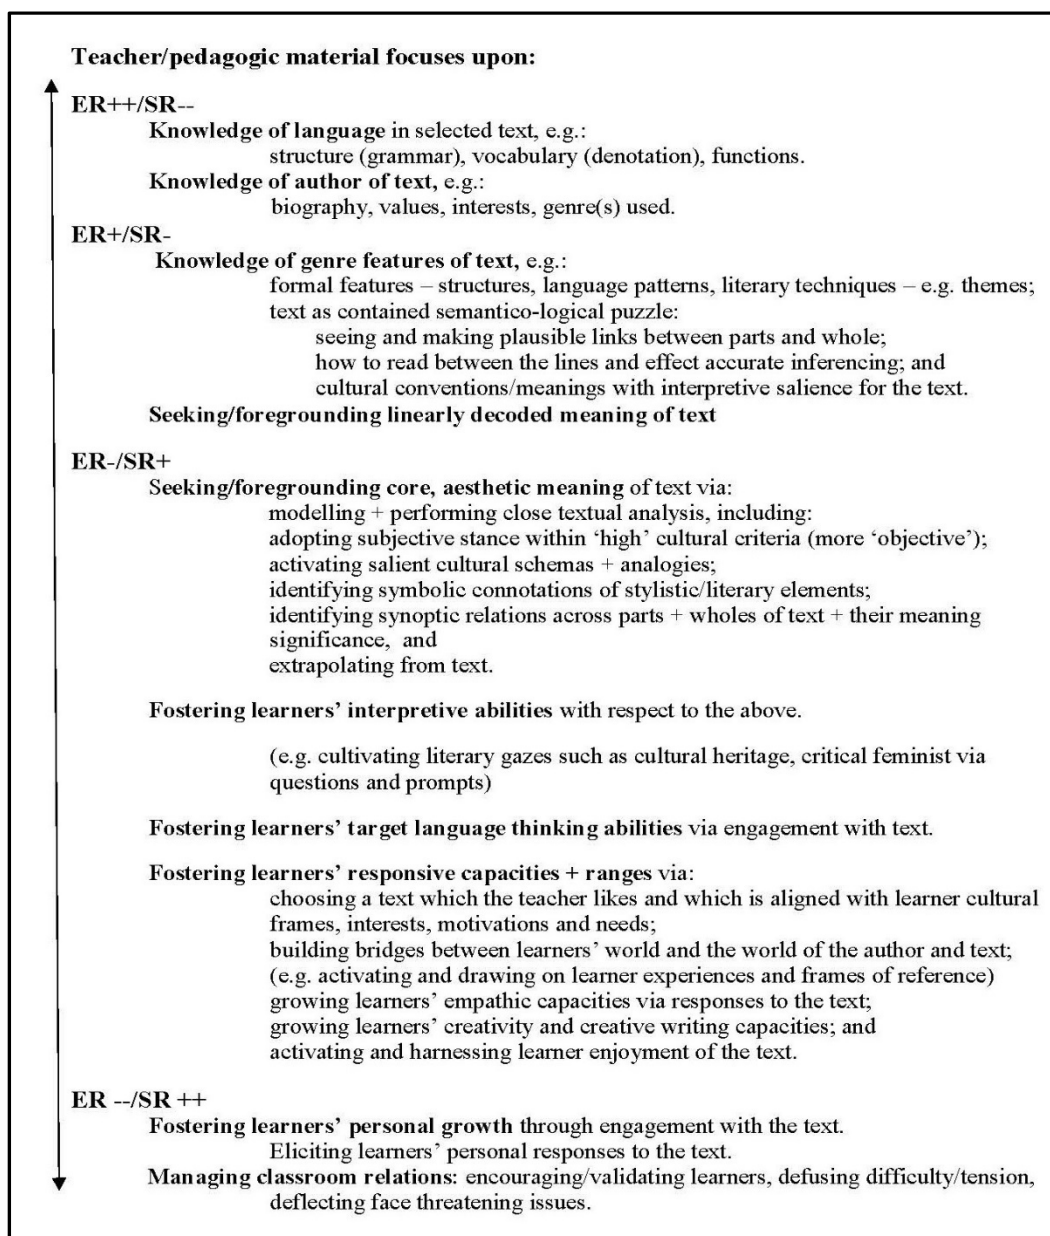 Teacher/pedagogic material focuses upon:
ER++/SR--
Knowledge of language in selected text, e.g.:
structure (grammar), vocabulary (denotation), functions.
Knowledge of author of text, e.g.:
biography, values, interests, genre(s) used.
ER+/SR-
Knowledge of genre features of text, e.g.:
formal features – structures, language patterns, literary techniques – e.g. themes;
text as contained semantico-logical puzzle:
seeing and making plausible links between parts and whole;
how to read between the lines and effect accurate inferencing; and
cultural conventions/meanings with interpretive salience for the text.
Seeking/foregrounding linearly decoded meaning of text
ER-/SR+
Seeking/foregrounding core, aesthetic meaning of text via:
modelling + performing close textual analysis, including:
adopting subjective stance within ‘high’ cultural criteria (more ‘objective’);
activating salient cultural schemas + analogies;
identifying symbolic connotations of stylistic/literary elements;
identifying synoptic relations across parts + wholes of text + their meaning
significance, and
extrapolating from text.
Fostering learners’ interpretive abilities with respect to the above.
(e.g. cultivating literary gazes such as cultural heritage, critical feminist via
questions and prompts)
Fostering learners’ target language thinking abilities via engagement with text.
Fostering learners’ responsive capacities + ranges via:
choosing a text which the teacher likes and which is aligned with learner cultural
frames, interests, motivations and needs;
building bridges between learners’ world and the world of the author and text;
(e.g. activating and drawing on learner experiences and frames of reference)
growing learners’ empathic capacities via responses to the text;
growing learners’ creativity and creative writing capacities; and
activating and harnessing learner enjoyment of the text.
ER --/SR ++
Fostering learners’ personal growth through engagement with the text.
Eliciting learners’ personal responses to the text.
Managing classroom relations: encouraging/validating learners, defusing difficulty/tension,
deflecting face threatening issues.